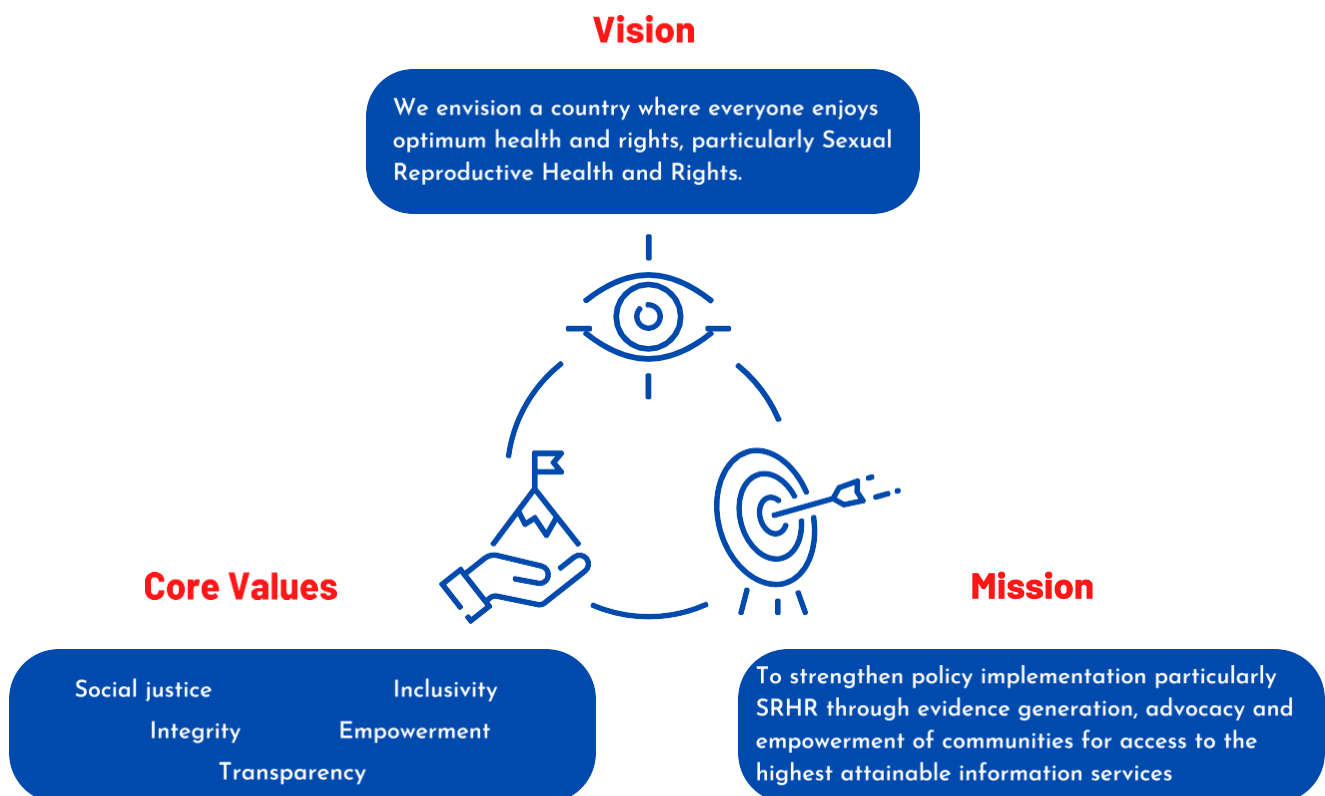 Vision
We envision a country where everyone enjoys
optimum health and rights, particularly Sexual
Reproductive Health and Rights.
Core Values
Social justice Inclusivity
Integrity Empowerment
Transparency
Mission
To strengthen policy implementation particularly
SRHR through evidence generation, advocacy and
empowerment of communities for access to the
highest attainable information services